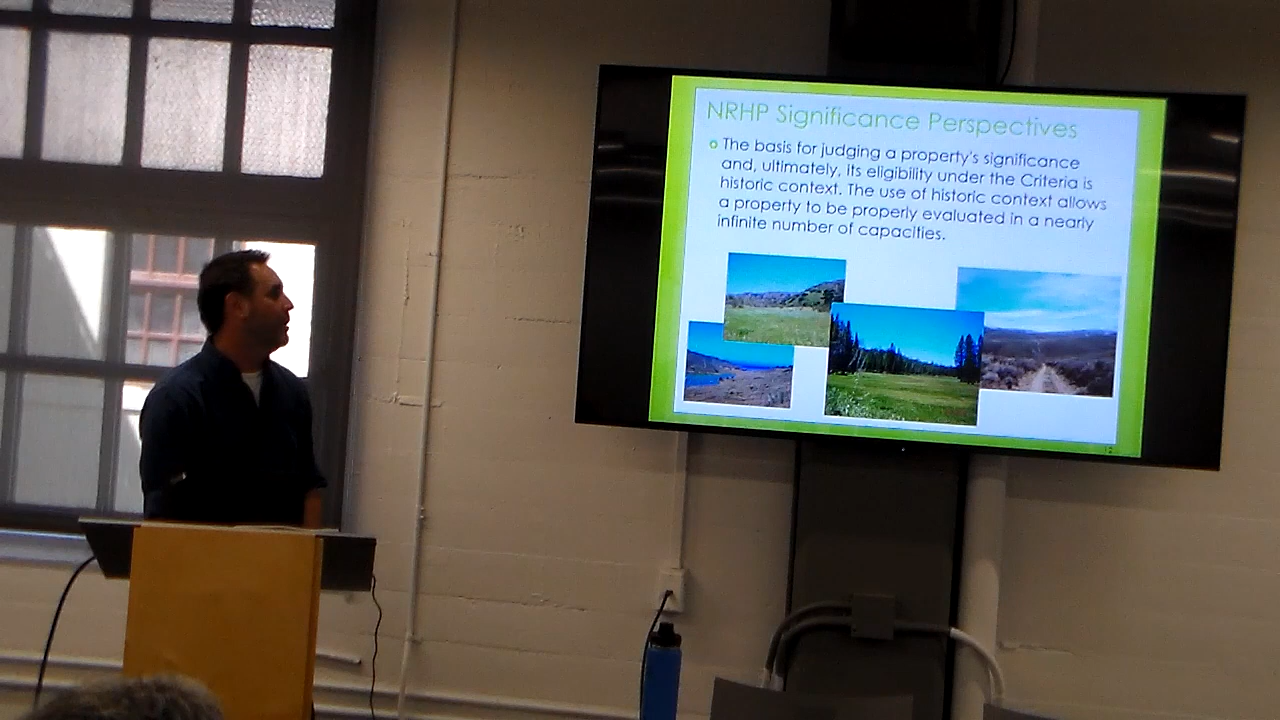 NRHP Significance Perspectives
The basis for judging a property's significance
and, ultimately, its eligibility under the Criteria is
historic context. The use of historic context allows
a property to be properly evaluated in a nearly
infinite number of capacities.